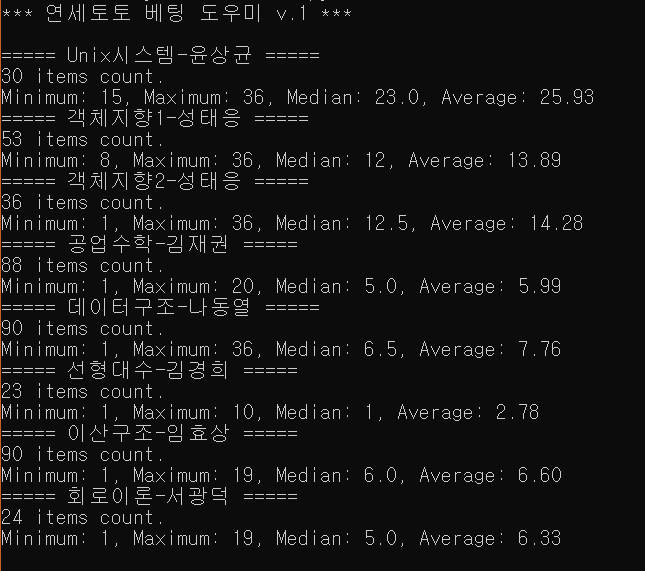 *** 연세토토 베팅 도우미 v.1 ***
===== Unix시스템-윤상균 =====
30 items count.
Minimum: 15, Maximum: 36, Median: 23.0, Average: 25.93
===== 객체지향1-성태응 =====
53 items count.
Minimum: 8, Maximum: 36, Median: 12, Average: 13.89
===== 객체지향2-성태응 =====
36 items count.
Minimum: 1, Maximum: 36, Median: 12.5, Average: 14.28
===== 공업수학-김재권 =====
88 items count.
Minimum: 1, Maximum: 20, Median: 5.0, Average: 5.99
===== 데이터구조-나동열 =====
90 items count.
Minimum: 1, Maximum: 36, Median: 6.5, Average: 7.76
===== 선형대수-김경희 =====
23 items count.
Minimum: 1, Maximum: 10, Median: 1, Average: 2.78
===== 이산구조-임효상 =====
90 items count.
Minimum: 1, Maximum: 19, Median: 6.0, Average: 6.60
===== 회로이론-서광덕 =====
24 items count.
Minimum: 1, Maximum: 19, Median: 5.0, Average: 6.33